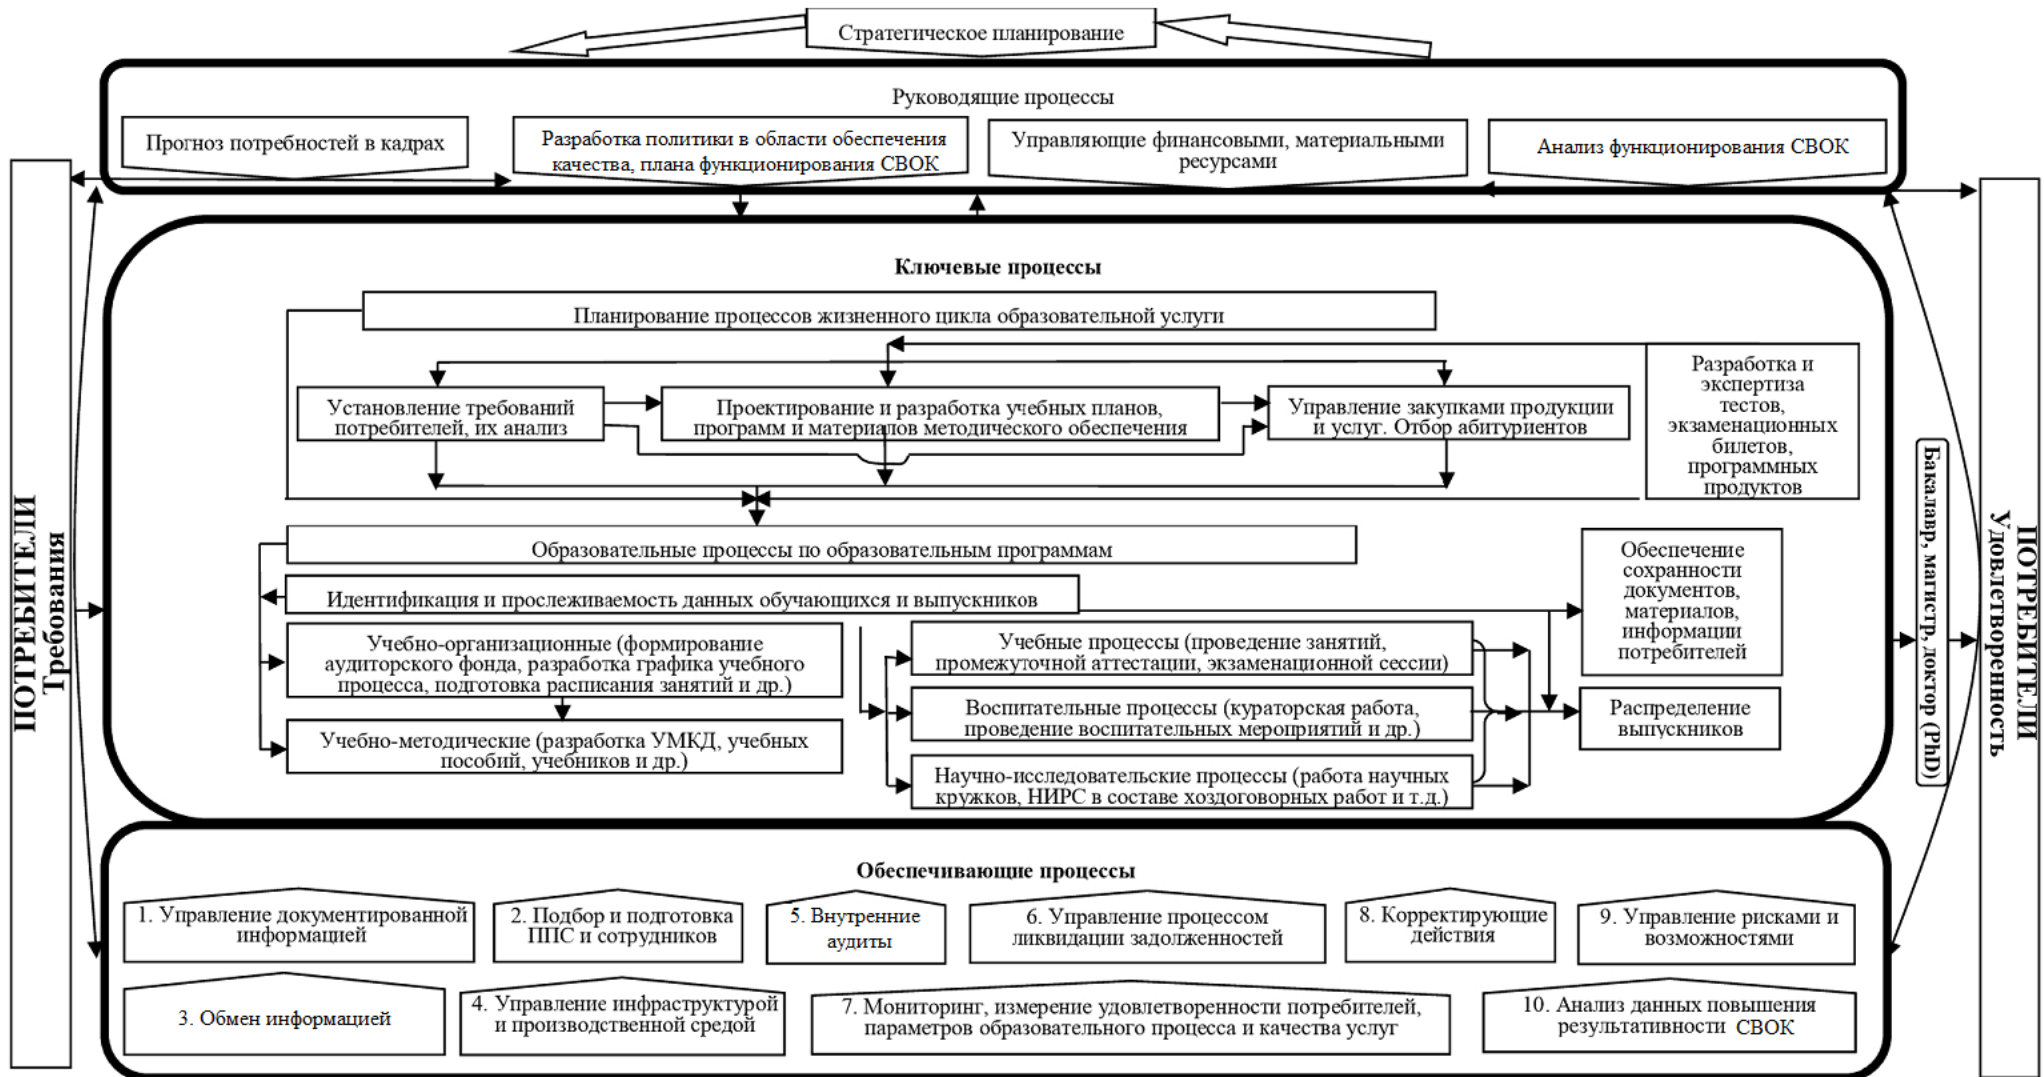 Стратегическое планирование
Руководящие процессы
Прогноз потребностей в кадрах
Разработка политики в области обеспечения
качества, плана функционирования СВОК
Управляющие финансовыми, материальными
ресурсами
Анализ функционирования СВОК
ПОТРЕБИТЕЛИ
Требования
Ключевые процессы
Планирование процессов жизненного цикла образовательной услуги
Установление требований
потребителей, их анализ
Проектирование и разработка учебных планов,
программ и материалов методического обеспечения
Управление закупками продукции
и услуг. Отбор абитуриентов
Разработка и
экспертиза
тестов,
экзаменационных
билетов,
программных
продуктов
Образовательные процессы по образовательным программам
Идентификация и прослеживаемость данных обучающихся и выпускников
Учебно-организационные (формирование
аудиторского фонда, разработка графика учебного
процесса, подготовка расписания занятий и др.)
Учебно-методические (разработка УМКД, учебных
пособий, учебников и др.)
Учебные процессы (проведение занятий,
промежуточной аттестации, экзаменационной сессии)
Воспитательные процессы (кураторская работа,
проведение воспитательных мероприятий и др.)
Научно-исследовательские процессы (работа научных
кружков, НИРС в составе хоздоговорных работ и т.д.)
Обеспечение
сохранности
документов,
материалов,
информации
потребителей
Распределение
выпускников
Бакалавр, магистр, доктор (PhD)
ПОТРЕБИТЕЛИ
Удовлетворенность
Обеспечивающие процессы
1. Управление документированной
информацией
2. Подбор и подготовка
ППС и сотрудников
5. Внутренние
аудиты
6. Управление процессом
ликвидации задолженностей
8. Корректирующие
действия
9. Управление рисками и
возможностями
3. Обмен информацией
4. Управление инфраструктурой
и производственной средой
7. Мониторинг, измерение удовлетворенности потребителей,
параметров образовательного процесса и качества услуг
10. Анализ данных повышения
результативности СВОК